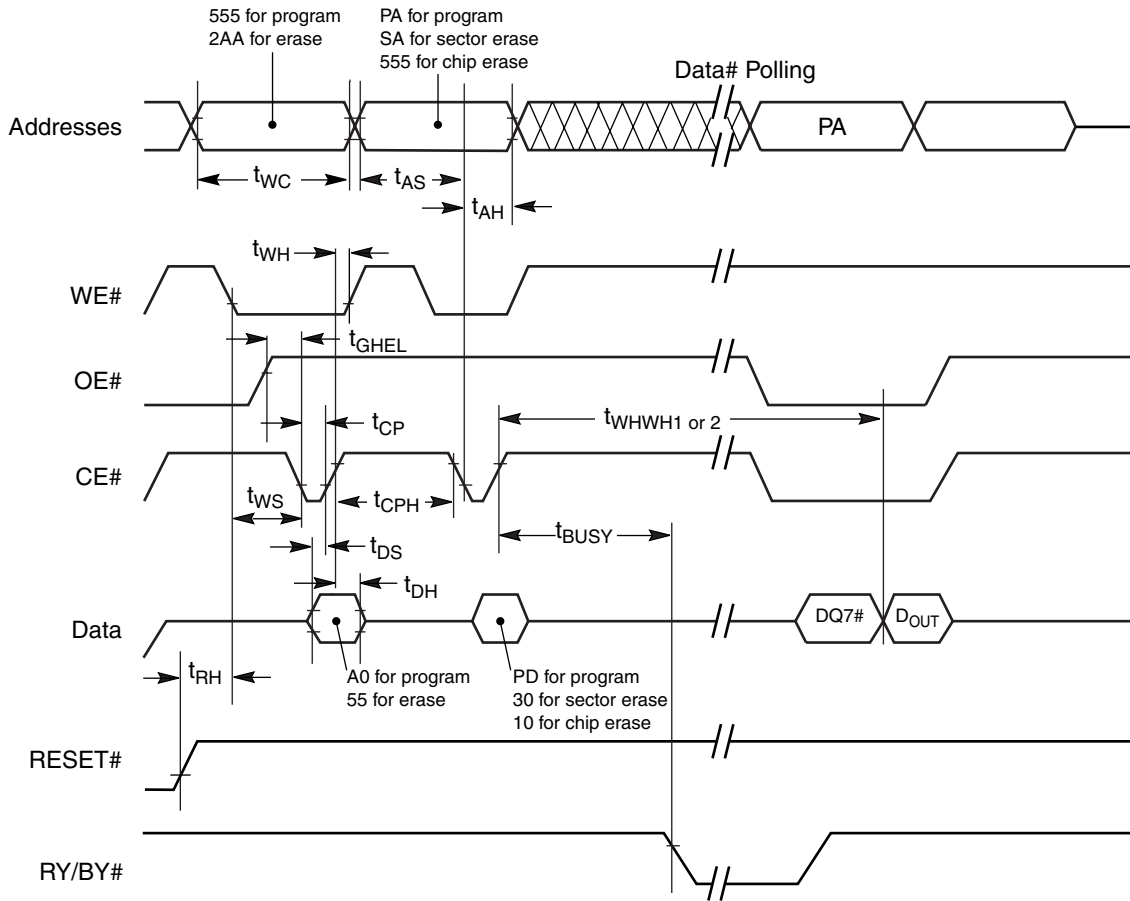 555 for program
2AA for erase
PA for program
SA for sector erase
555 for chip erase
Data# Polling
Addresses
PA
tWC
tAS
tAH
tWH
WE#
tGHEL
OE#
tWHWH1 or 2
tCP
CE#
tWS
tCPH
tBUSY
tDS
tDH
Data
DQ7#
DOUT
tRH
A0 for program
55 for erase
PD for program
30 for sector erase
10 for chip erase
RESET#
RY/BY#